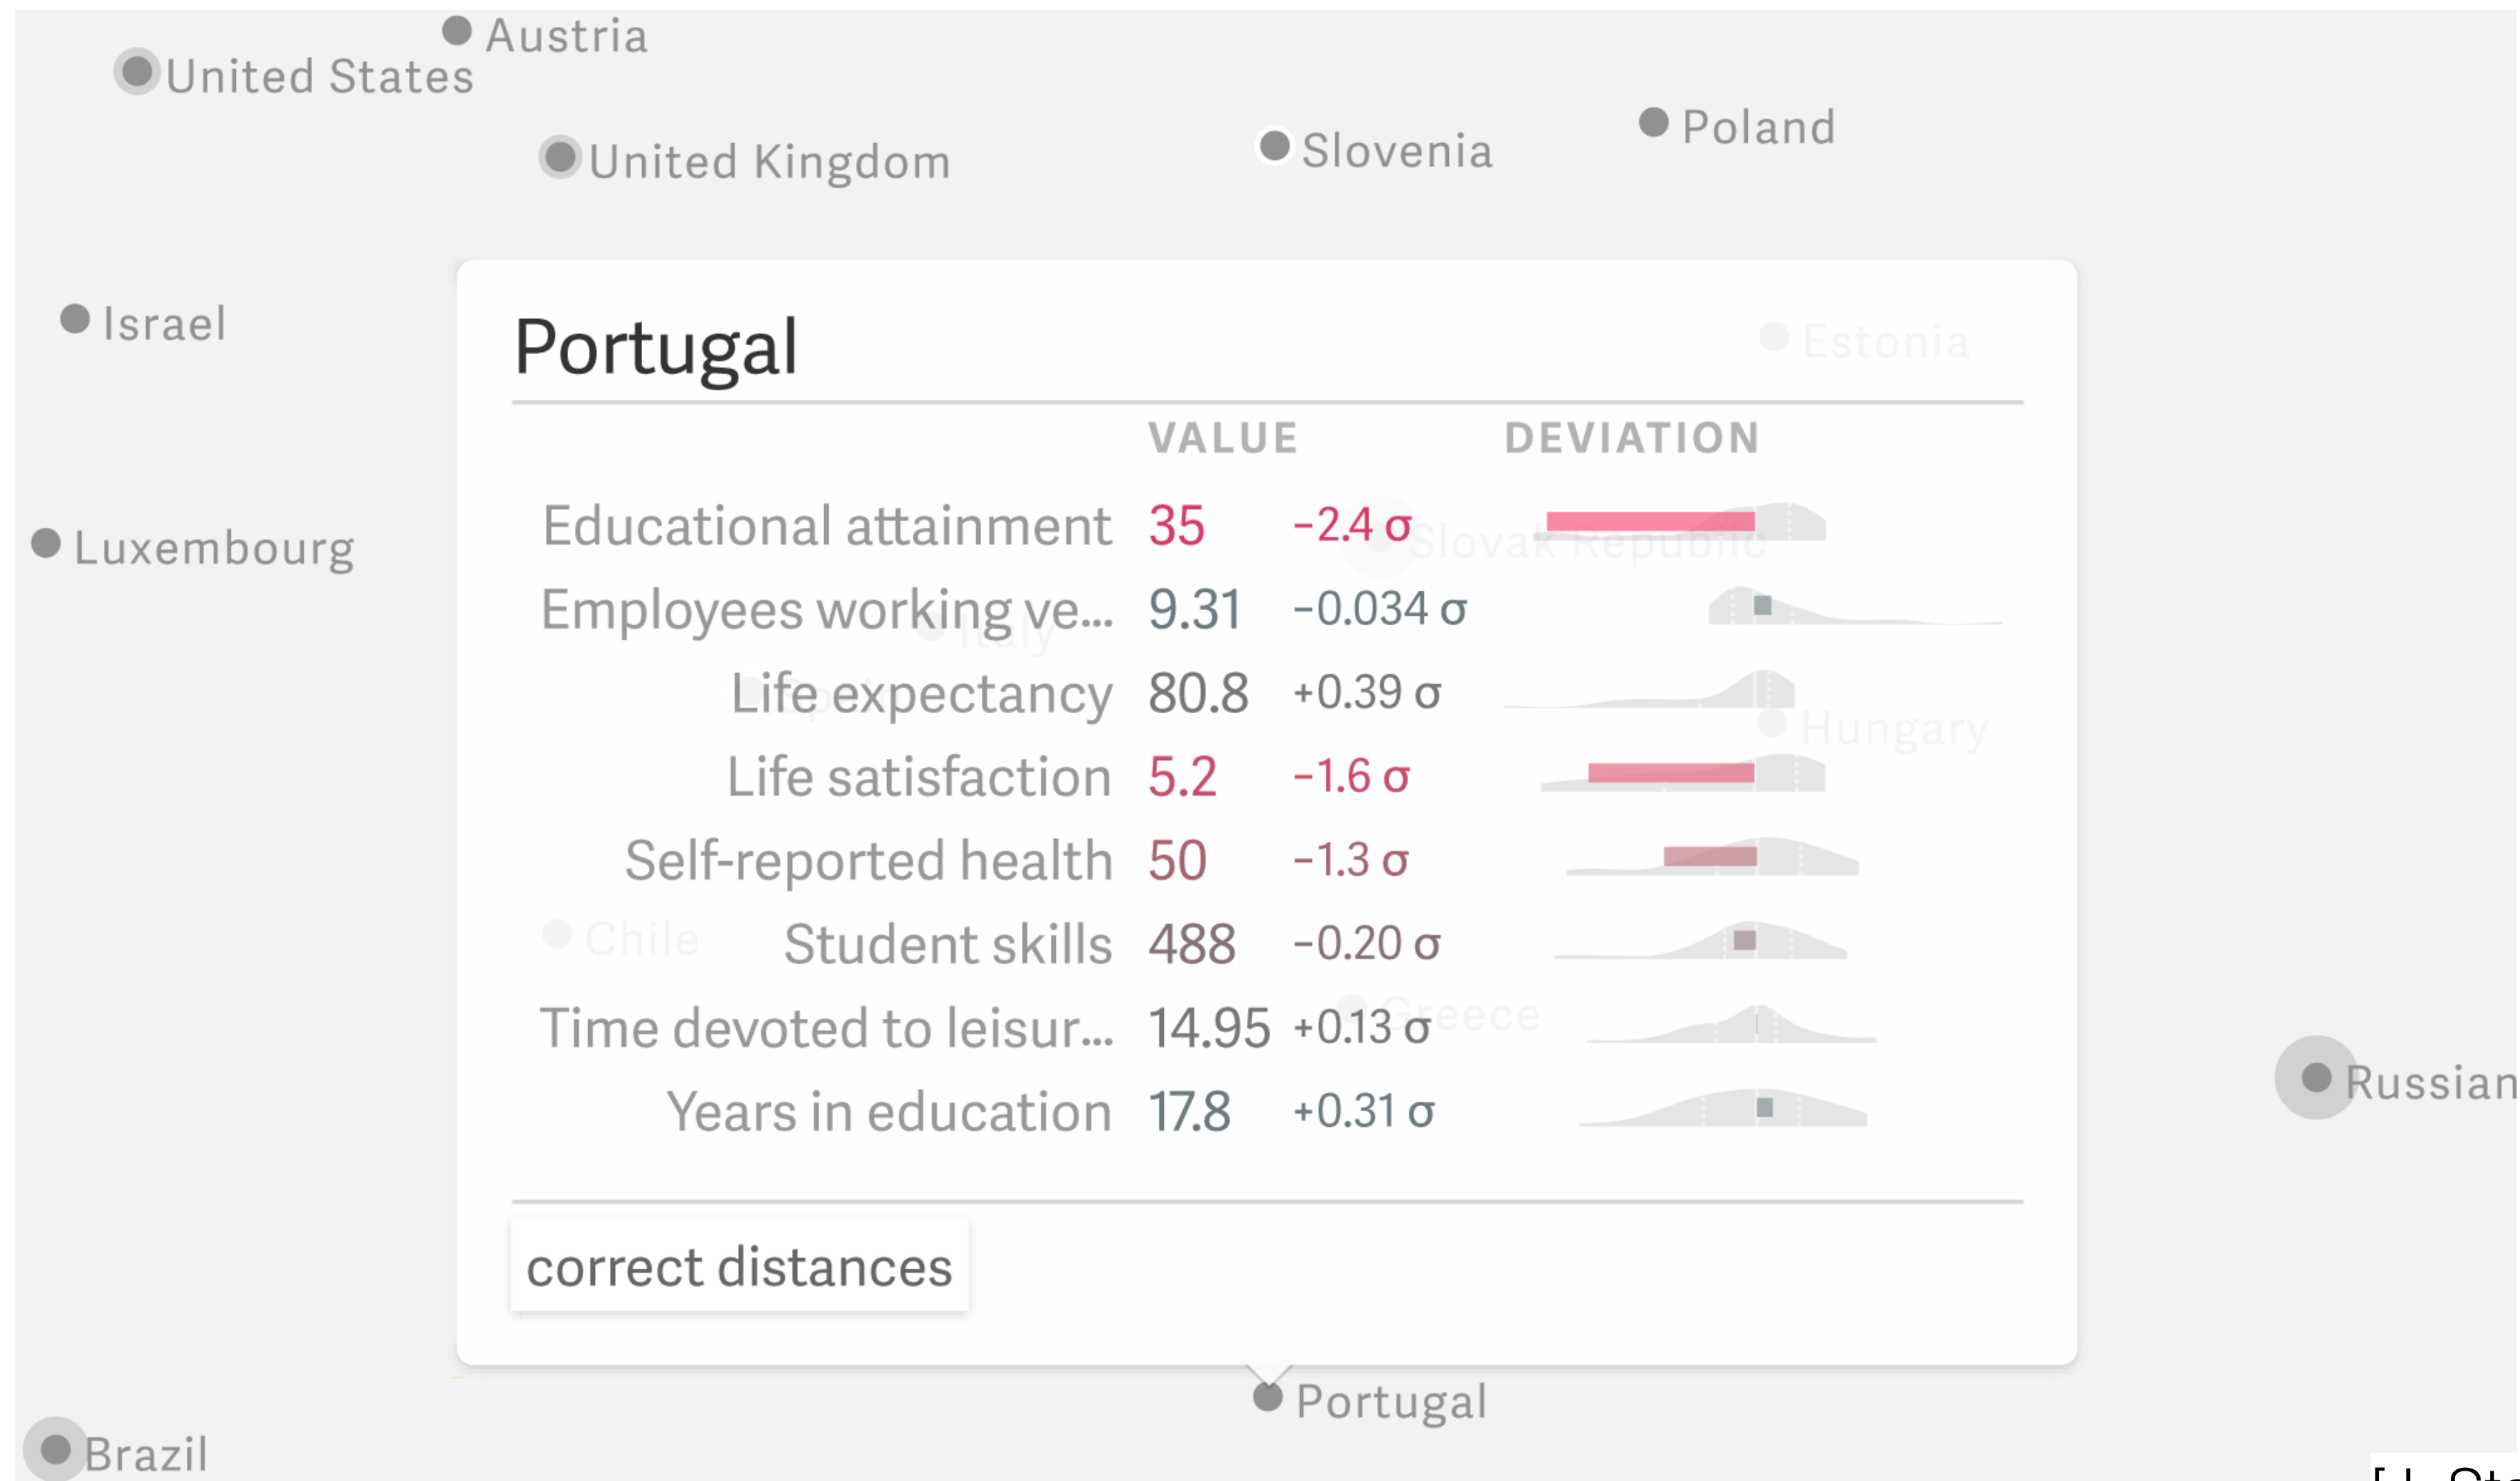 Austria
United States
United Kingdom
Slovenia
Poland
Israel
Portugal
Estonia
VALUE DEVIATION
Educational attainment 35 −2.4 σ
Slovak Republic
Luxembourg
Employees working ve... 9.31 −0.034 σ
Italy
Life expectancy 80.8 +0.39 σ
Spain
Hungary
Life satisfaction 5.2 −1.6 σ
Self-reported health 50 −1.3 σ
Chile
Student skills 488 −0.20 σ
Greece
Time devoted to leisur... 14.95 +0.13 σ
Russian
Years in education 17.8 +0.31 σ
correct distances
Portugal
Brazil